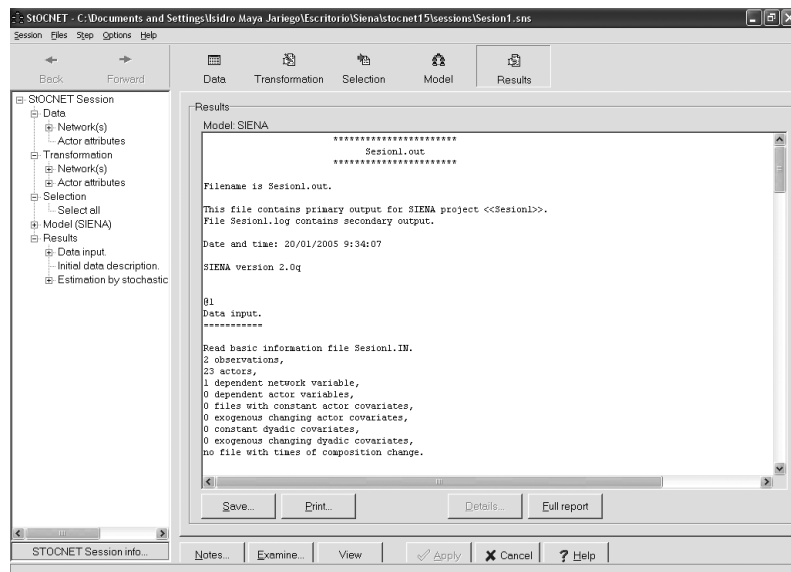 StOCNET - C:\Documents and Settings\Isidro Maya Jariego\Escritorio\Siena\stocnet15\sessions\Sesion1.sns
Session Files Step Options Help
Back Forward Data Transformation Selection Model Results
StOCNET Session
Data
Network(s)
Actor attributes
Transformation
Network(s)
Actor attributes
Selection
Select all
Model (SIENA)
Results
Data input.
Initial data description.
Estimation by stochastic
STOCNET Session info...
Results
Model: SIENA
***********************
Sesion1.out
***********************
Filename is Sesion1.out.
This file contains primary output for SIENA project <<Sesion1>>.
File Sesion1.log contains secondary output.
Date and time: 20/01/2005 9:34:07
SIENA version 2.0q
@1
Data input.
===========
Read basic information file Sesion1.IN.
2 observations,
23 actors,
1 dependent network variable,
0 dependent actor variables,
0 files with constant actor covariates,
0 exogenous changing actor covariates,
0 constant dyadic covariates,
0 exogenous changing dyadic covariates,
no file with times of composition change.
Save... Print... Details... Full report
Notes... Examine... View Apply Cancel ? Help